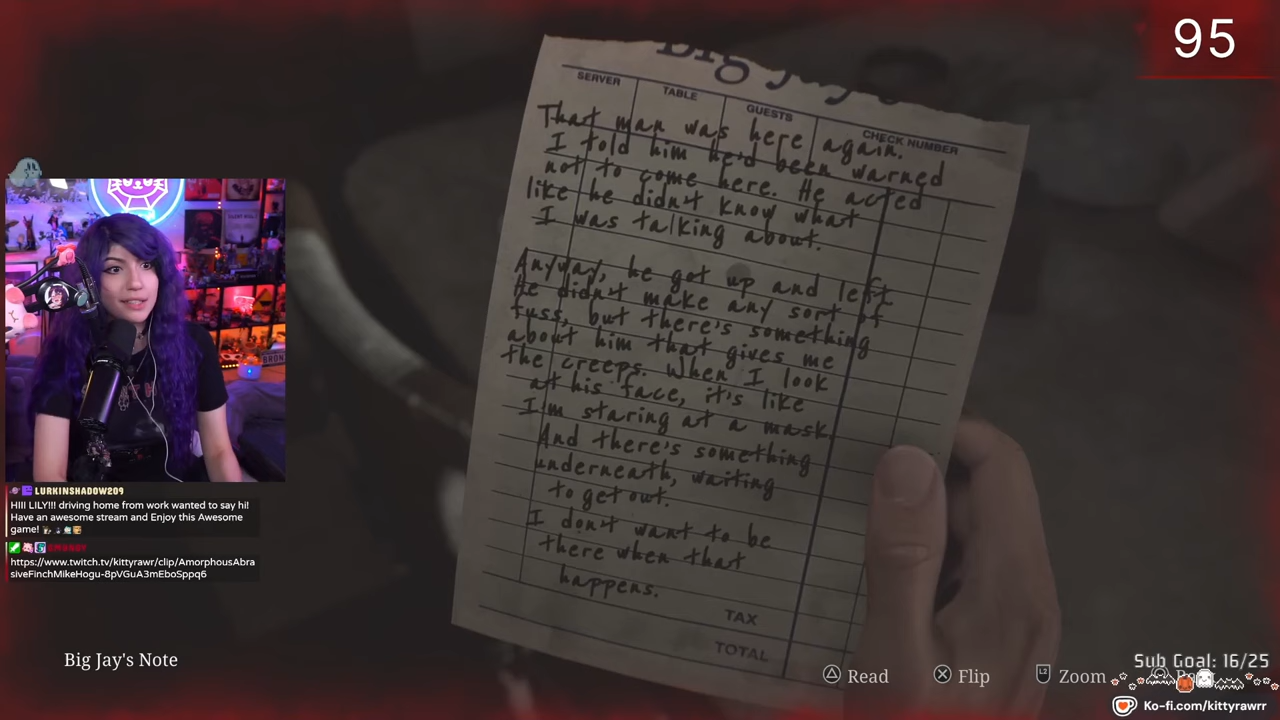 95
Big Jay's
SERVER
TABLE
GUESTS
CHECK NUMBER
That man was here again.
I told him he'd been warned
not to come here. He acted
like he didn't know what
I was talking about.
Anyway, he got up and left
He didn't make any sort of
fuss, but there's something
about him that gives me
the creeps. When I look
at his face, it's like
I'm staring at a mask.
And there's something
underneath, waiting
to get out.
I don't want to be
there when that
happens.
TAX
TOTAL
LURKINSHADOW209
HIII LILY!!! driving home from work wanted to say hi!
Have an awesome stream and Enjoy this Awesome
game!
https://www.twitch.tv/kittyrawr/clip/AmorphousAbra
siveFinchMikeHogu-8pVGuA3mEboSppq6
Big Jay's Note
Read
Flip
Zoom
Sub Goal: 16/25
Ko-fi.com/kittyrawrr